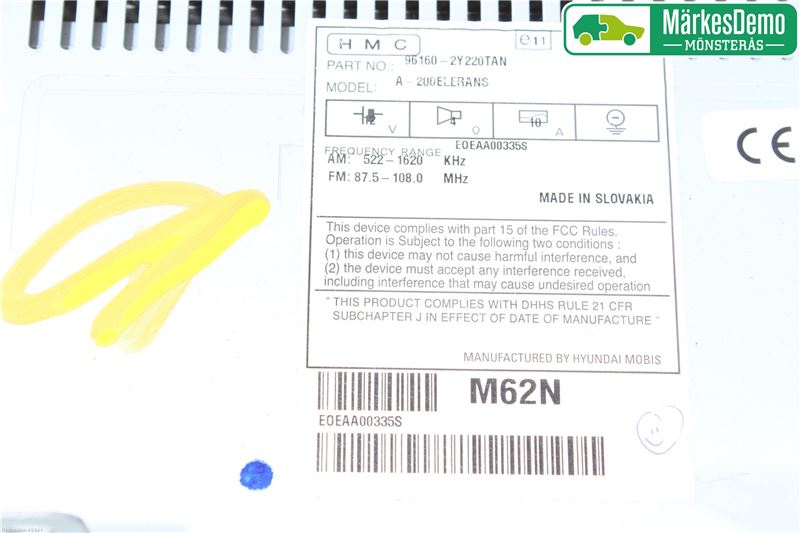 MärkesDemo
MÖNSTERÅS
HMC
e11
PART NO.: 96160-2Y220TAN
MODEL: A-200ELERANS
12 V
4 Ω
10 A
FREQUENCY RANGE E0EAA00335S
AM: 522-1620 KHz
FM: 87.5-108.0 MHz
MADE IN SLOVAKIA
This device complies with part 15 of the FCC Rules.
Operation is Subject to the following two conditions :
(1) this device may not cause harmful interference, and
(2) the device must accept any interference received,
including interference that may cause undesired operation
" THIS PRODUCT COMPLIES WITH DHHS RULE 21 CFR
SUBCHAPTER J IN EFFECT OF DATE OF MANUFACTURE "
MANUFACTURED BY HYUNDAI MOBIS
M62N
E0EAA00335S
CE